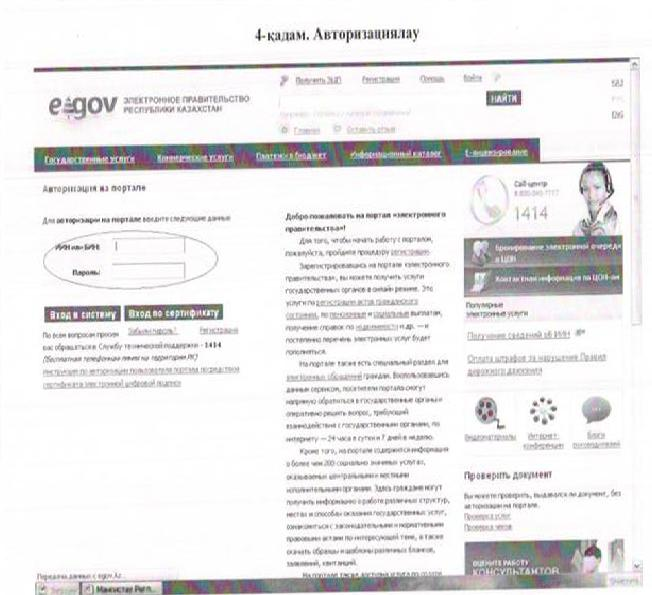 4-қадам. Авторизациялау
Получить ЭЦП Регистрация Помощь Войти
ҚАЗ
e gov ЭЛЕКТРОННОЕ ПРАВИТЕЛЬСТВО
РЕСПУБЛИКИ КАЗАХСТАН
НАЙТИ
РУС
ENG
Главная Оставить отзыв
Государственные услуги Коммерческие услуги Платежи в бюджет Информационный каталог Е-лицензирование
Авторизация на портале
Для авторизации на портале введите следующие данные
ИИН или БИН:
Пароль:
Вход в систему Вход по сертификату
Забыли пароль? Регистрация
По всем вопросам просим
вас обращаться в Службу технической поддержки - 1414
(бесплатная телефонная линия на территории РК)
Инструкция по авторизации пользователя портала посредством
сертификата электронной цифровой подписи
Добро пожаловать на портал «электронного
правительства»!
Для того, чтобы начать работу с порталом,
пожалуйста, пройдите процедуру регистрации.
Зарегистрировавшись на портале «электронного
правительства», вы можете получить услуги
государственных органов в онлайн режиме. Это
услуги по регистрации актов гражданского
состояния, по пенсионным и социальным выплатам,
получение справок по недвижимости и др. — и
постепенно перечень электронных услуг будет
пополняться.
На портале также есть специальный раздел для
электронных обращений граждан. Воспользовавшись
данным сервисом, посетители портала смогут
напрямую обратиться в государственные органы и
оперативно решить вопрос, требующий
взаимодействия с государственными органами, по
интернету — 24 часа в сутки и 7 дней в неделю.
Кроме того, на портале содержится информация
о более чем 200 социально значимых услугах,
оказываемых центральными и местными
исполнительными органами. Здесь граждане могут
получить информацию о работе различных структур,
местах и способах оказания государственных услуг,
ознакомиться с законодательными и нормативными
правовыми актами по интересующей теме, а также
скачать образцы и шаблоны различных бланков,
заявлений, квитанций.
На портале также доступна услуга по оплате
Call-центр
8-800-080-7777
1414
Бронирование электронной очереди
в ЦОН
Контактная информация по ЦОН-ам
Популярные
электронные услуги
Получение сведений об ИИН
Оплата штрафов за нарушение Правил
дорожного движения
Видеоматериалы Интернет-
конференции Блоги
руководителей
Проверить документ
Вы можете проверить, выдавался ли документ, без
авторизации на портале.
Проверка услуг
Проверка чеков
ОЦЕНИТЕ РАБОТУ
КОНСУЛЬТАНТОВ
Передача данных с egov.kz...
Мангистау Регп...